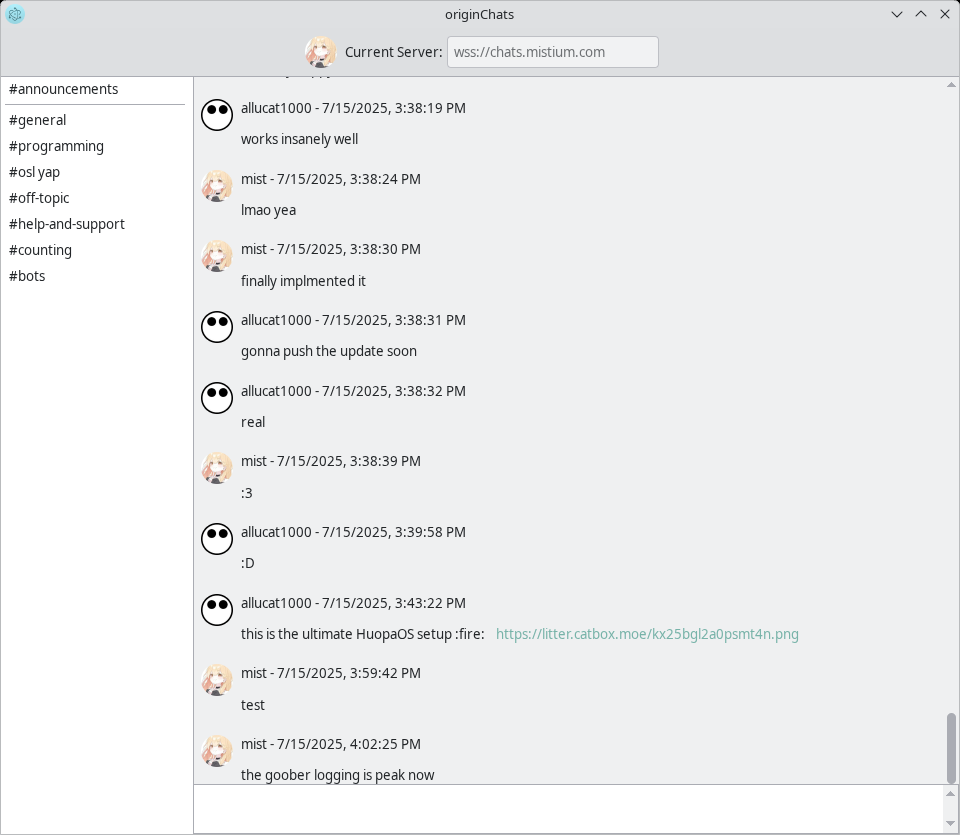 originChats
Current Server: wss://chats.mistium.com
#announcements
#general
#programming
#osl yap
#off-topic
#help-and-support
#counting
#bots
allucat1000 - 7/15/2025, 3:38:19 PM
works insanely well
mist - 7/15/2025, 3:38:24 PM
lmao yea
mist - 7/15/2025, 3:38:30 PM
finally implmented it
allucat1000 - 7/15/2025, 3:38:31 PM
gonna push the update soon
allucat1000 - 7/15/2025, 3:38:32 PM
real
mist - 7/15/2025, 3:38:39 PM
:3
allucat1000 - 7/15/2025, 3:39:58 PM
:D
allucat1000 - 7/15/2025, 3:43:22 PM
this is the ultimate HuopaOS setup :fire: https://litter.catbox.moe/kx25bgl2a0psmt4n.png
mist - 7/15/2025, 3:59:42 PM
test
mist - 7/15/2025, 4:02:25 PM
the goober logging is peak now